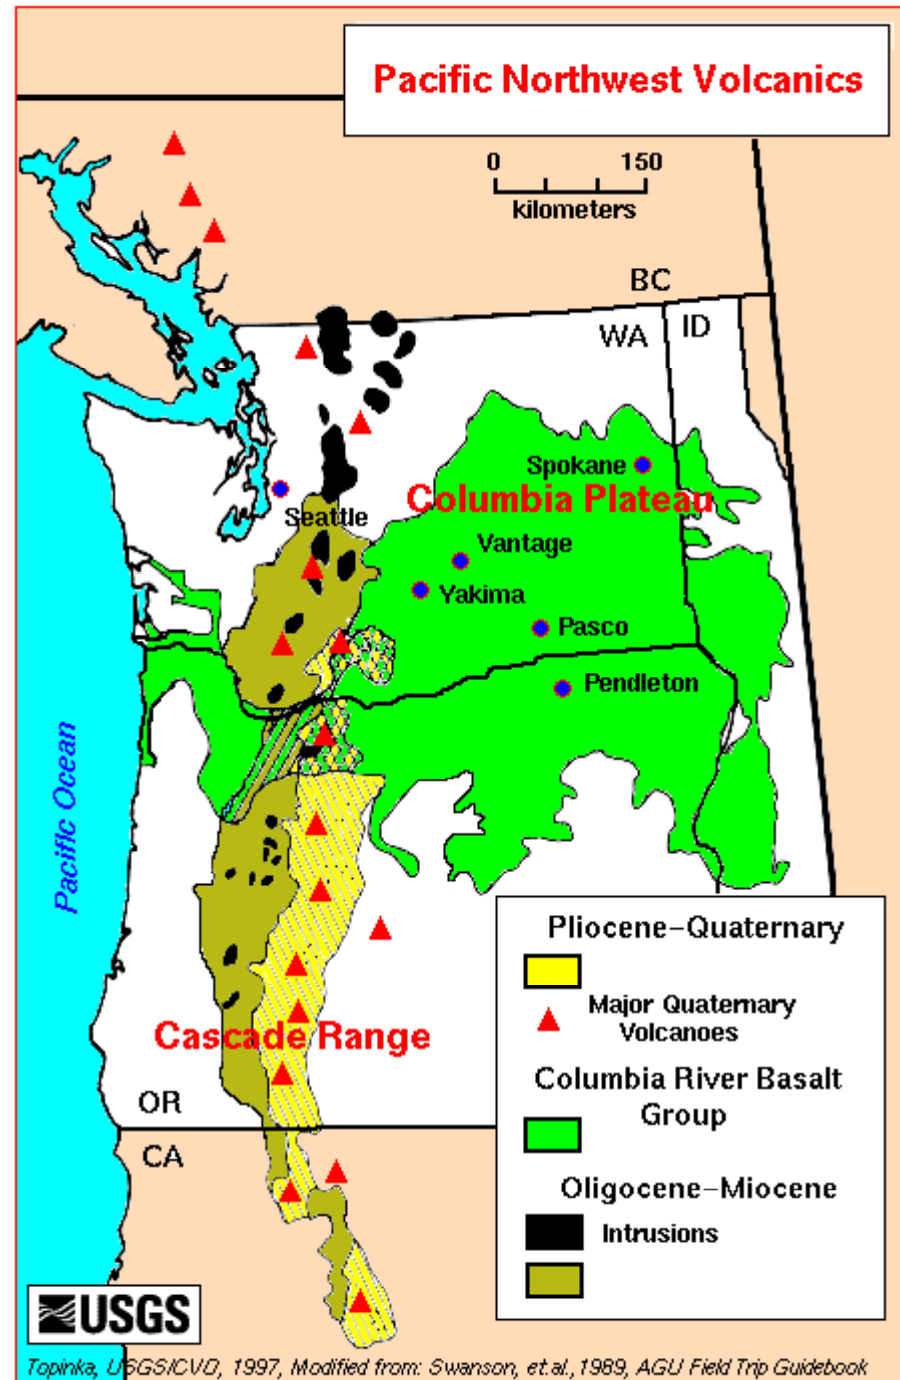 Pacific Northwest Volcanics
0 150
kilometers
BC
WA ID
Spokane
Columbia Plateau
Seattle
Vantage
Yakima
Pasco
Pendleton
Pacific Ocean
Cascade Range
OR
CA
Pliocene-Quaternary
Major Quaternary
Volcanoes
Columbia River Basalt
Group
Oligocene-Miocene
Intrusions
USGS
Topinka, USGS/CVO, 1997, Modified from: Swanson, et.al., 1989, AGU Field Trip Guidebook